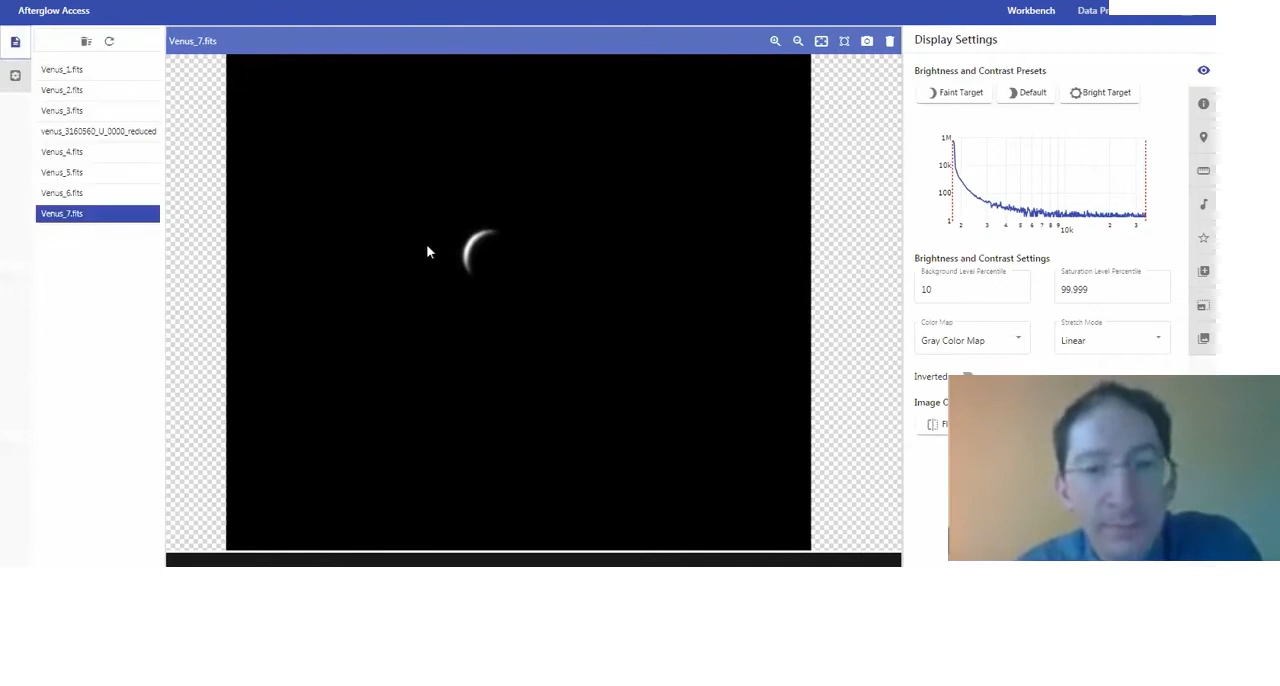 Afterglow Access
Workbench
Data Pr
Venus_7.fits
Display Settings
Venus_1.fits
Venus_2.fits
Venus_3.fits
venus_3160560_U_0000_reduced
Venus_4.fits
Venus_5.fits
Venus_6.fits
Venus_7.fits
Brightness and Contrast Presets
Faint Target
Default
Bright Target
1M
10k
100
1
2 3 4 5 6 7 8 9 10k 2 3
Brightness and Contrast Settings
Background Level Percentile
10
Saturation Level Percentile
99.999
Color Map
Gray Color Map
Stretch Mode
Linear
Inverted
Image C
Fl